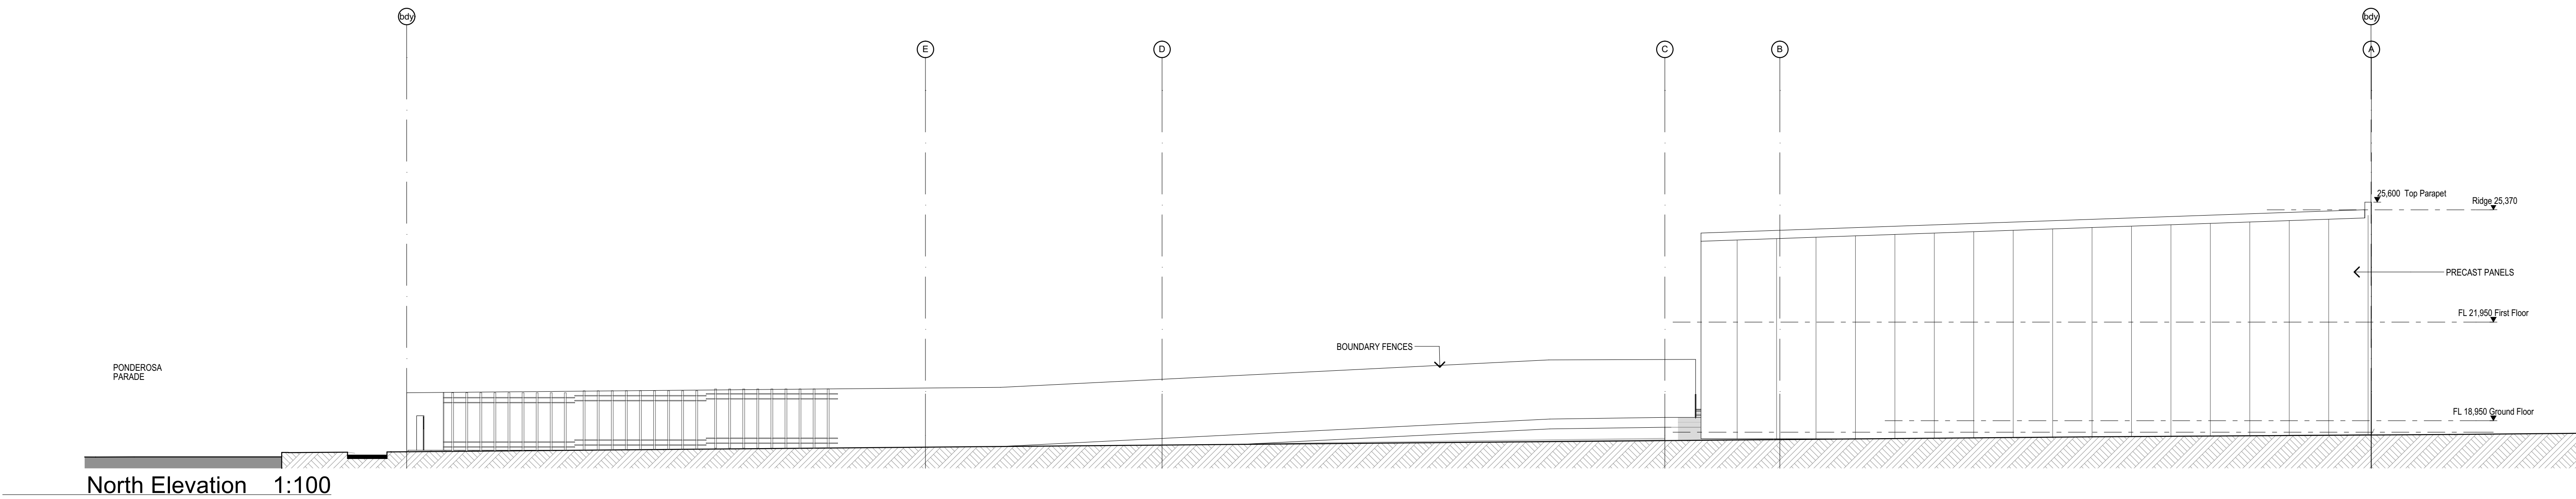 bdy
bdy
E
D
C
B
A
25,600 Top Parapet
Ridge 25,370
PRECAST PANELS
FL 21,950 First Floor
BOUNDARY FENCES
PONDEROSA
PARADE
FL 18,950 Ground Floor
North Elevation 1:100